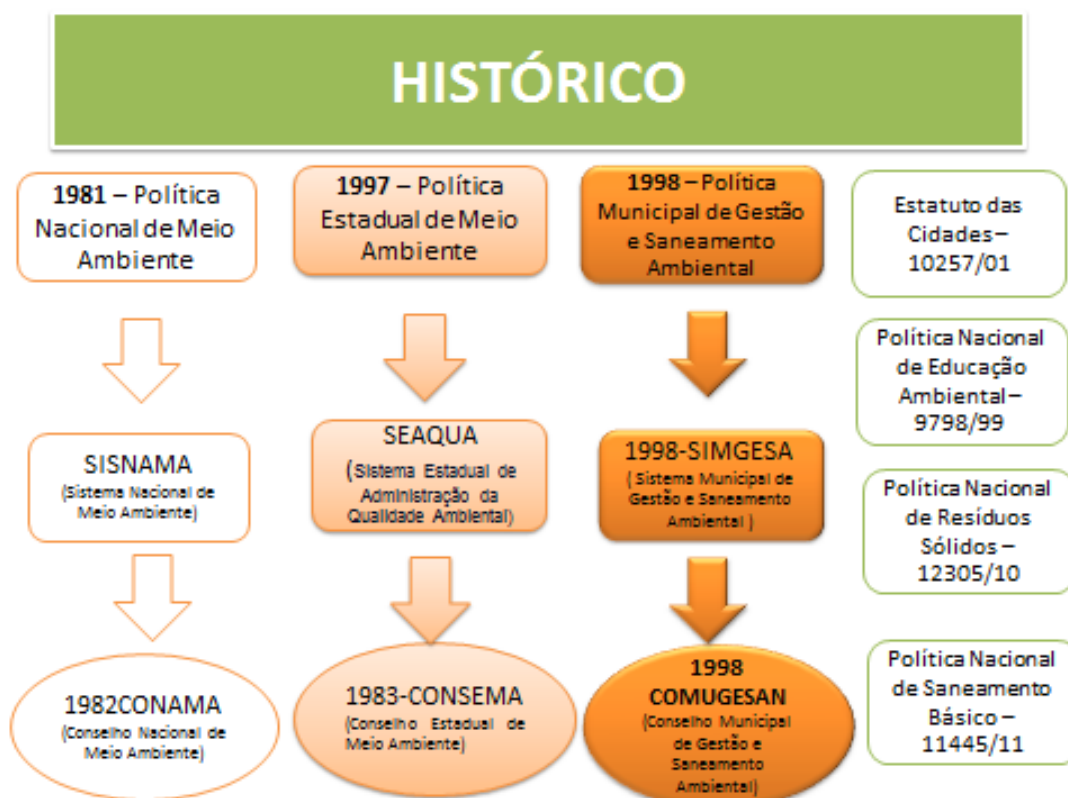 HISTÓRICO
1981 – Política
Nacional de Meio
Ambiente
SISNAMA
(Sistema Nacional de
Meio Ambiente)
1982CONAMA
(Conselho Nacional de
Meio Ambiente)
1997 – Política
Estadual de Meio
Ambiente
SEAQUA
(Sistema Estadual de
Administração da
Qualidade Ambiental)
1983-CONSEMA
(Conselho Estadual de
Meio Ambiente)
1998 – Política
Municipal de Gestão
e Saneamento
Ambiental
1998-SIMGESA
( Sistema Municipal de
Gestão e Saneamento
Ambiental )
1998
COMUGESAN
(Conselho Municipal
de Gestão e
Saneamento
Ambiental)
Estatuto das
Cidades –
10257/01
Política Nacional
de Educação
Ambiental –
9798/99
Política Nacional
de Resíduos
Sólidos –
12305/10
Política Nacional
de Saneamento
Básico –
11445/11